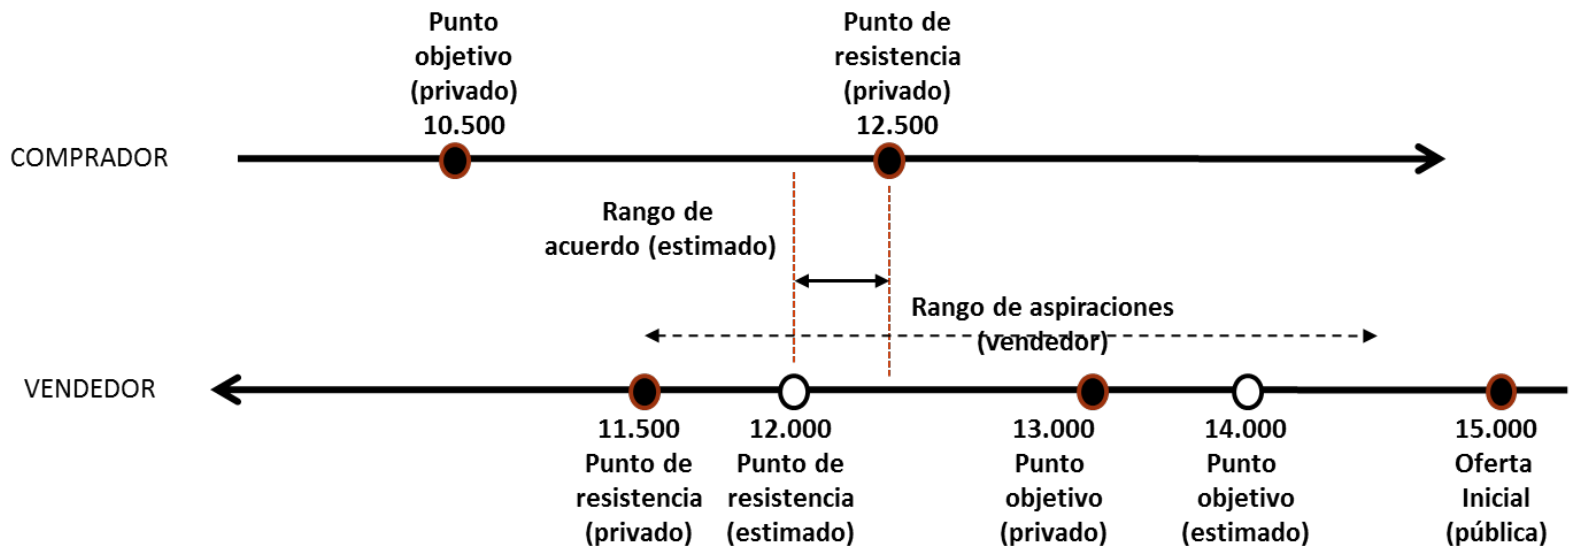 Punto
objetivo
(privado)
10.500
Punto de
resistencia
(privado)
12.500
COMPRADOR
Rango de
acuerdo (estimado)
Rango de aspiraciones
(vendedor)
VENDEDOR
11.500
Punto de
resistencia
(privado)
12.000
Punto de
resistencia
(estimado)
13.000
Punto
objetivo
(privado)
14.000
Punto
objetivo
(estimado)
15.000
Oferta
Inicial
(pública)